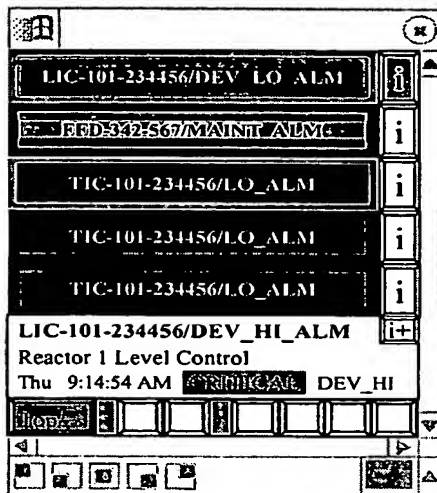 LIC-101-234456/DEV_LO_ALM
i
FFD-342-567/MAINT_ALM
i
TIC-101-234456/LO_ALM
i
TIC-101-234456/LO_ALM
i
TIC-101-234456/LO_ALM
i
LIC-101-234456/DEV_HI_ALM
i+
Reactor 1 Level Control
Thu 9:14:54 AM CRITICAL DEV_HI